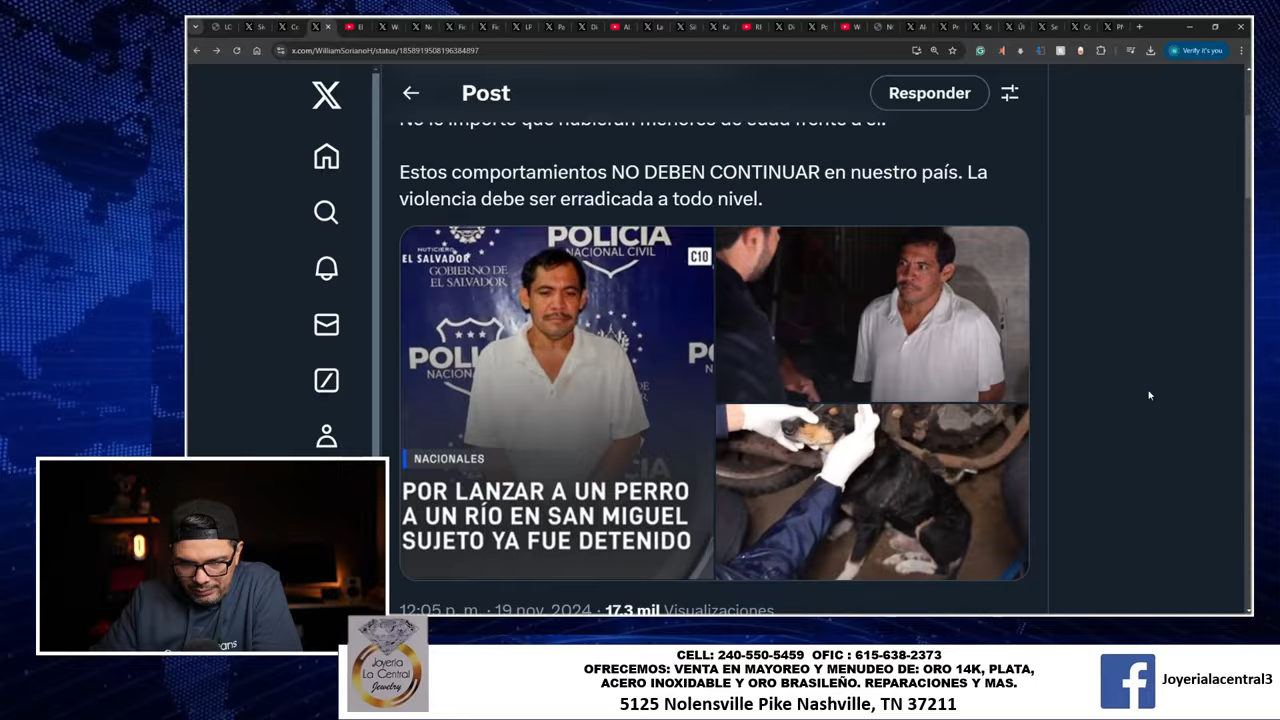 x.com/WilliamSorianoH/status/1858919508196384897
Verify it's you
Post
Responder
Estos comportamientos NO DEBEN CONTINUAR en nuestro país. La
violencia debe ser erradicada a todo nivel.
NOTICIERO
EL SALVADOR
GOBIERNO DE
EL SALVADOR
POLICIA
NACIONAL CIVIL
C10
NACIONALES
POR LANZAR A UN PERRO
A UN RÍO EN SAN MIGUEL
SUJETO YA FUE DETENIDO
12:05 p. m. · 19 nov. 2024 · 17.3 mil Visualizaciones
Joyeria
La Central
Jewelry
CELL: 240-550-5459 OFIC : 615-638-2373
OFRECEMOS: VENTA EN MAYOREO Y MENUDEO DE: ORO 14K, PLATA,
ACERO INOXIDABLE Y ORO BRASILEÑO. REPARACIONES Y MAS.
5125 Nolensville Pike Nashville, TN 37211
Joyerialacentral3